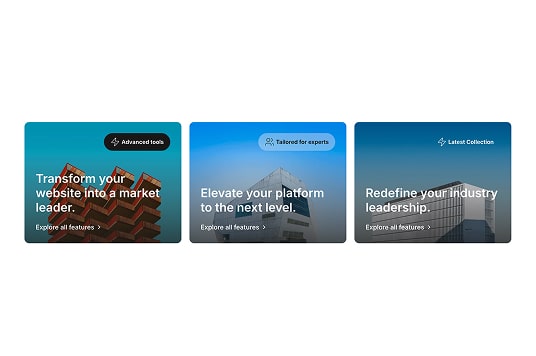 Advanced tools
Transform your
website into a market
leader.
Explore all features
Tailored for experts
Elevate your platform
to the next level.
Explore all features
Latest Collection
Redefine your industry
leadership.
Explore all features